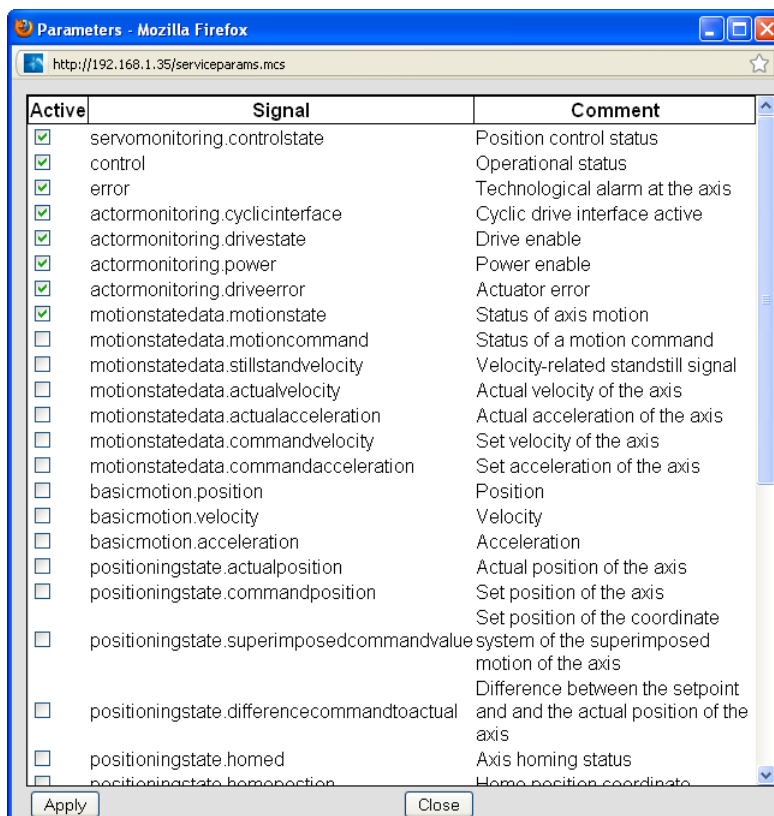 Parameters - Mozilla Firefox
http://192.168.1.35/serviceparams.mcs
Active Signal Comment
servomonitoring.controlstate Position control status
control Operational status
error Technological alarm at the axis
actormonitoring.cyclicinterface Cyclic drive interface active
actormonitoring.drivestate Drive enable
actormonitoring.power Power enable
actormonitoring.driveerror Actuator error
motionstatedata.motionstate Status of axis motion
motionstatedata.motioncommand Status of a motion command
motionstatedata.stillstandvelocity Velocity-related standstill signal
motionstatedata.actualvelocity Actual velocity of the axis
motionstatedata.actualacceleration Actual acceleration of the axis
motionstatedata.commandvelocity Set velocity of the axis
motionstatedata.commandacceleration Set acceleration of the axis
basicmotion.position Position
basicmotion.velocity Velocity
basicmotion.acceleration Acceleration
positioningstate.actualposition Actual position of the axis
positioningstate.commandposition Set position of the axis
Set position of the coordinate
positioningstate.superimposedcommandvalue system of the superimposed
motion of the axis
Difference between the setpoint
positioningstate.differencecommandtoactual and and the actual position of the
axis
positioningstate.homed Axis homing status
positioningstate.homepostion Home position coordinate
Apply Close